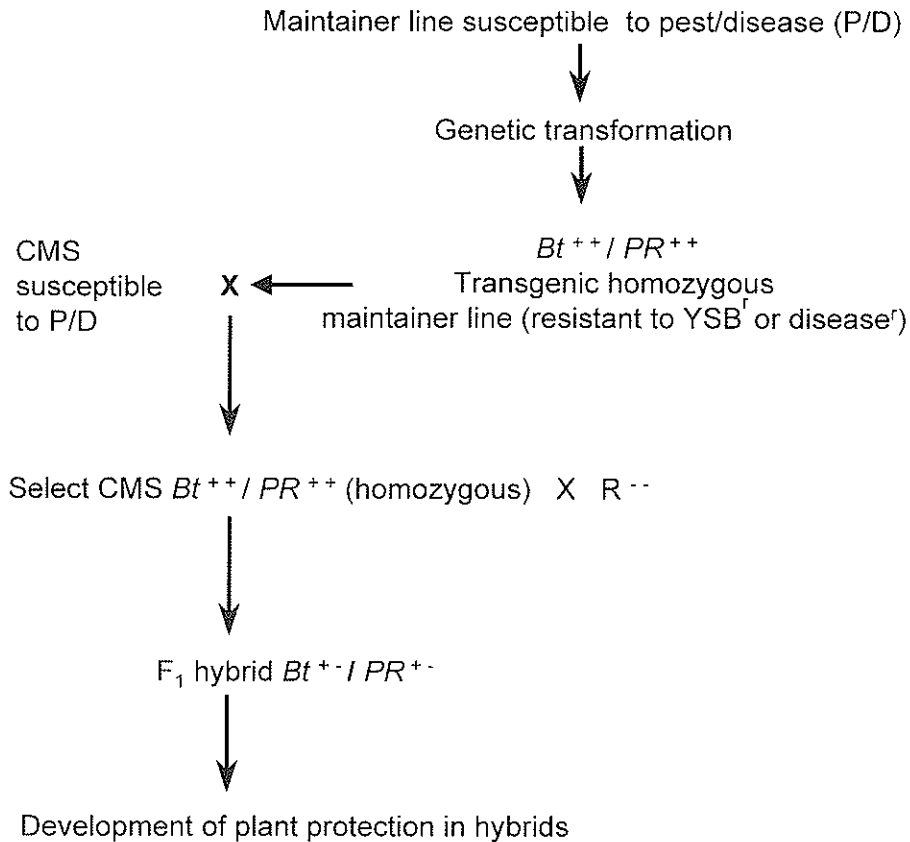 Maintainer line susceptible to pest/disease (P/D)
Genetic transformation
Bt ++ / PR ++
CMS
susceptible
to P/D
X
Transgenic homozygous
maintainer line (resistant to YSBʳ or diseaseʳ)
Select CMS Bt ++ / PR ++ (homozygous) X R --
F₁ hybrid Bt +- / PR +-
Development of plant protection in hybrids